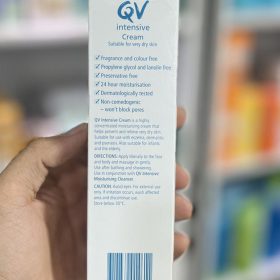 QV
intensive
Cream
Suitable for very dry skin
✓ Fragrance and colour free
✓ Propylene glycol and lanolin free
✓ Preservative free
✓ 24 hour moisturisation
✓ Dermatologically tested
✓ Non-comedogenic -
won't block pores
QV Intensive Cream is a highly
concentrated moisturising cream that
helps protect and relieve very dry skin.
Suitable for use with eczema, dermatitis
and psoriasis. Also suitable for infants
and the elderly.
DIRECTIONS: Apply liberally to the face
and body and massage in gently.
Use after bathing and showering.
Use in conjunction with QV Intensive
Moisturising Cleanser.
CAUTION: Avoid eyes. For external use
only. If irritation occurs, wash affected
area and discontinue use.
Store below 30°C.